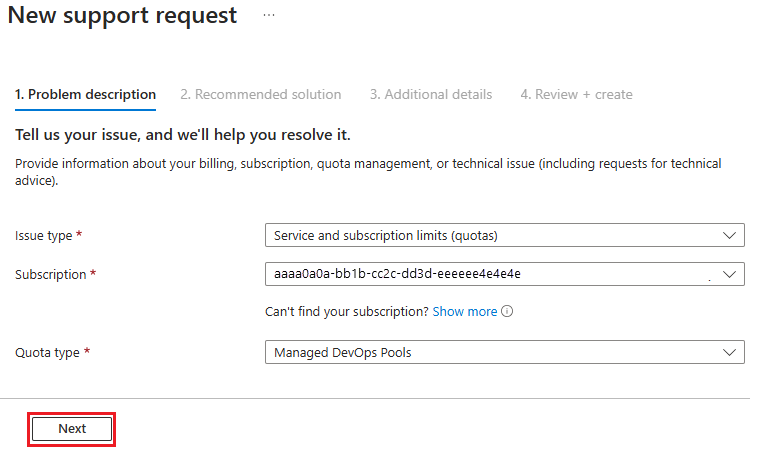 New support request ...
1. Problem description 2. Recommended solution 3. Additional details 4. Review + create
Tell us your issue, and we'll help you resolve it.
Provide information about your billing, subscription, quota management, or technical issue (including requests for technical
advice).
Issue type * Service and subscription limits (quotas)
Subscription * aaaa0a0a-bb1b-cc2c-dd3d-eeeeee4e4e4e
Can't find your subscription? Show more
Quota type * Managed DevOps Pools
Next